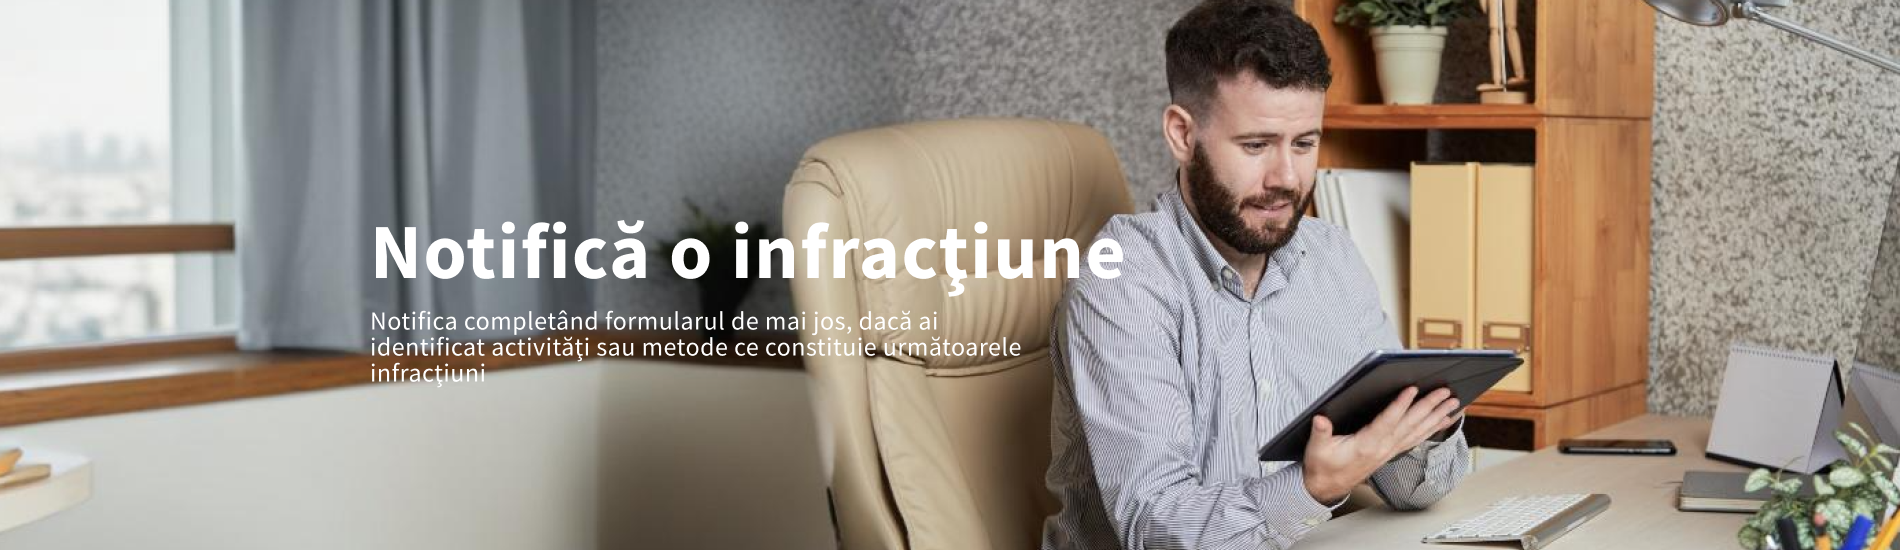 Notifică o infracţiune
Notifica completând formularul de mai jos, dacă ai
identificat activităţi sau metode ce constituie următoarele
infracţiuni